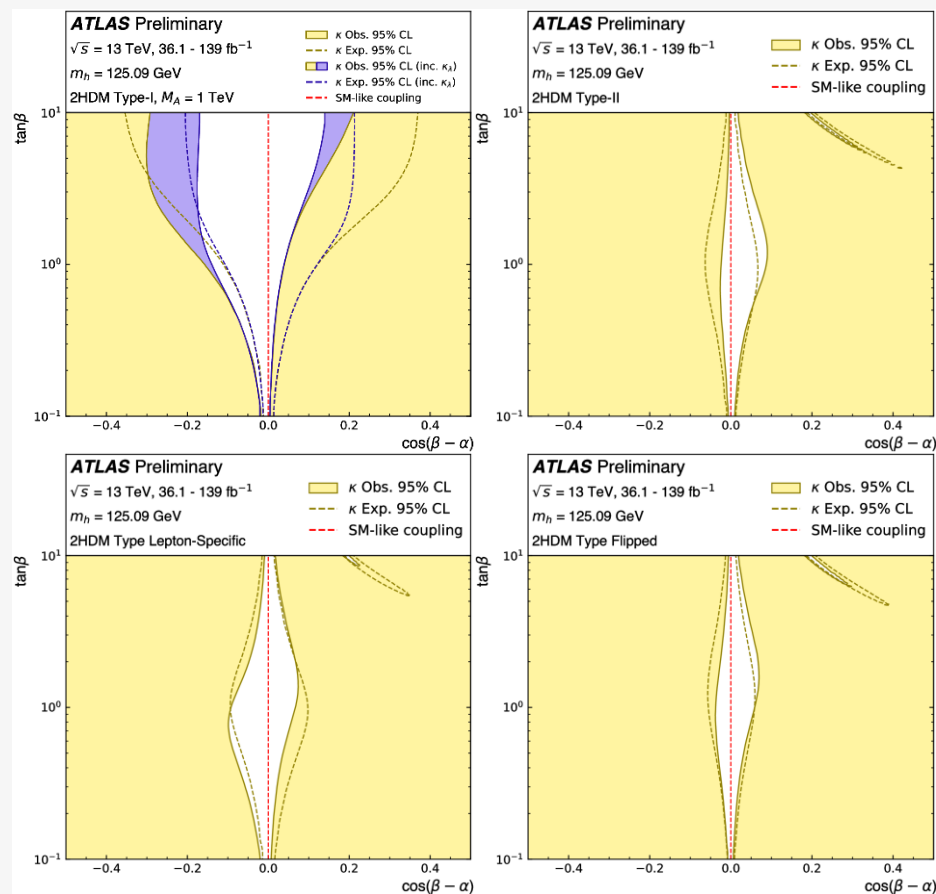 ATLAS Preliminary
√s = 13 TeV, 36.1 - 139 fb⁻¹
m_h = 125.09 GeV
2HDM Type-I, M_A = 1 TeV
κ Obs. 95% CL
κ Exp. 95% CL
κ Obs. 95% CL (inc. κ_λ)
κ Exp. 95% CL (inc. κ_λ)
SM-like coupling
tanβ
10¹
10⁰
10⁻¹
−0.4 −0.2 0.0 0.2 0.4
cos(β − α)
ATLAS Preliminary
√s = 13 TeV, 36.1 - 139 fb⁻¹
m_h = 125.09 GeV
2HDM Type-II
κ Obs. 95% CL
κ Exp. 95% CL
SM-like coupling
tanβ
10¹
10⁰
10⁻¹
−0.4 −0.2 0.0 0.2 0.4
cos(β − α)
ATLAS Preliminary
√s = 13 TeV, 36.1 - 139 fb⁻¹
m_h = 125.09 GeV
2HDM Type Lepton-Specific
κ Obs. 95% CL
κ Exp. 95% CL
SM-like coupling
tanβ
10¹
10⁰
10⁻¹
−0.4 −0.2 0.0 0.2 0.4
cos(β − α)
ATLAS Preliminary
√s = 13 TeV, 36.1 - 139 fb⁻¹
m_h = 125.09 GeV
2HDM Type Flipped
κ Obs. 95% CL
κ Exp. 95% CL
SM-like coupling
tanβ
10¹
10⁰
10⁻¹
−0.4 −0.2 0.0 0.2 0.4
cos(β − α)